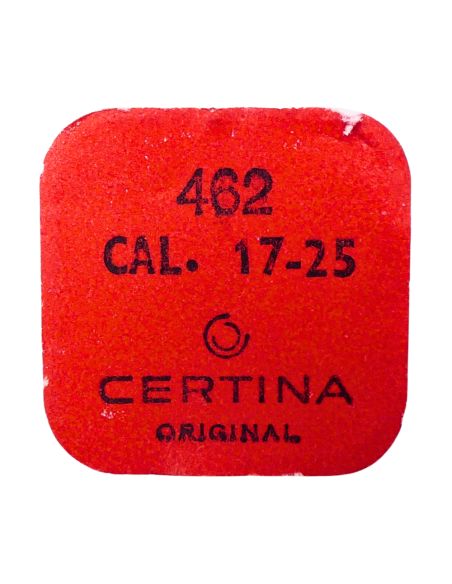 462
CAL. 17-25
CERTINA
ORIGINAL